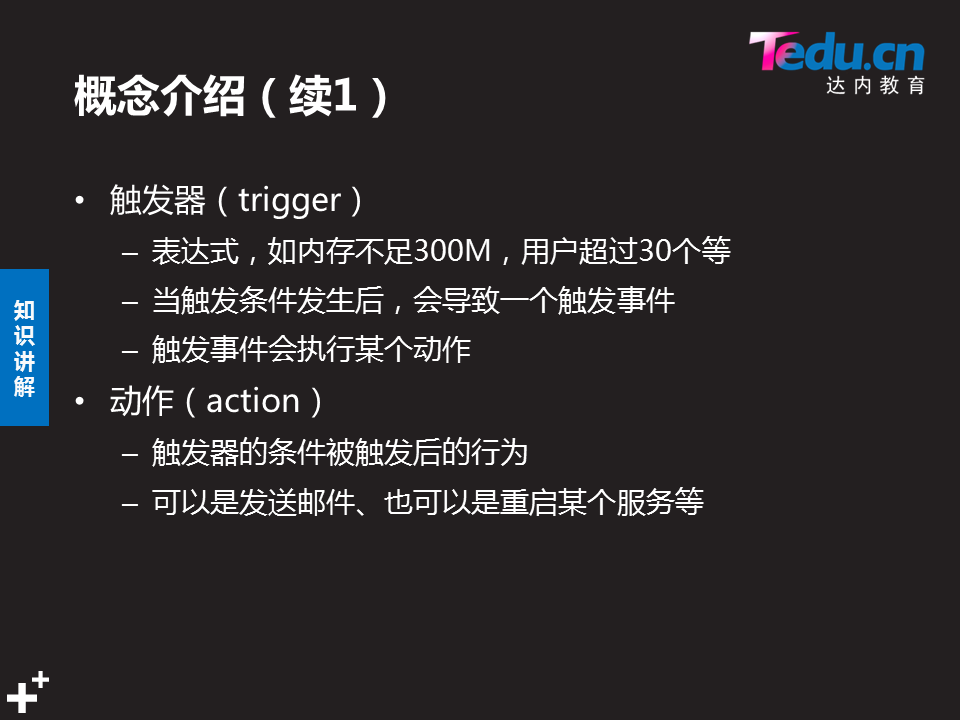 Tedu.cn
达内教育
概念介绍（续1）
• 触发器（trigger）
– 表达式，如内存不足300M，用户超过30个等
– 当触发条件发生后，会导致一个触发事件
– 触发事件会执行某个动作
• 动作（action）
– 触发器的条件被触发后的行为
– 可以是发送邮件、也可以是重启某个服务等
知
识
讲
解